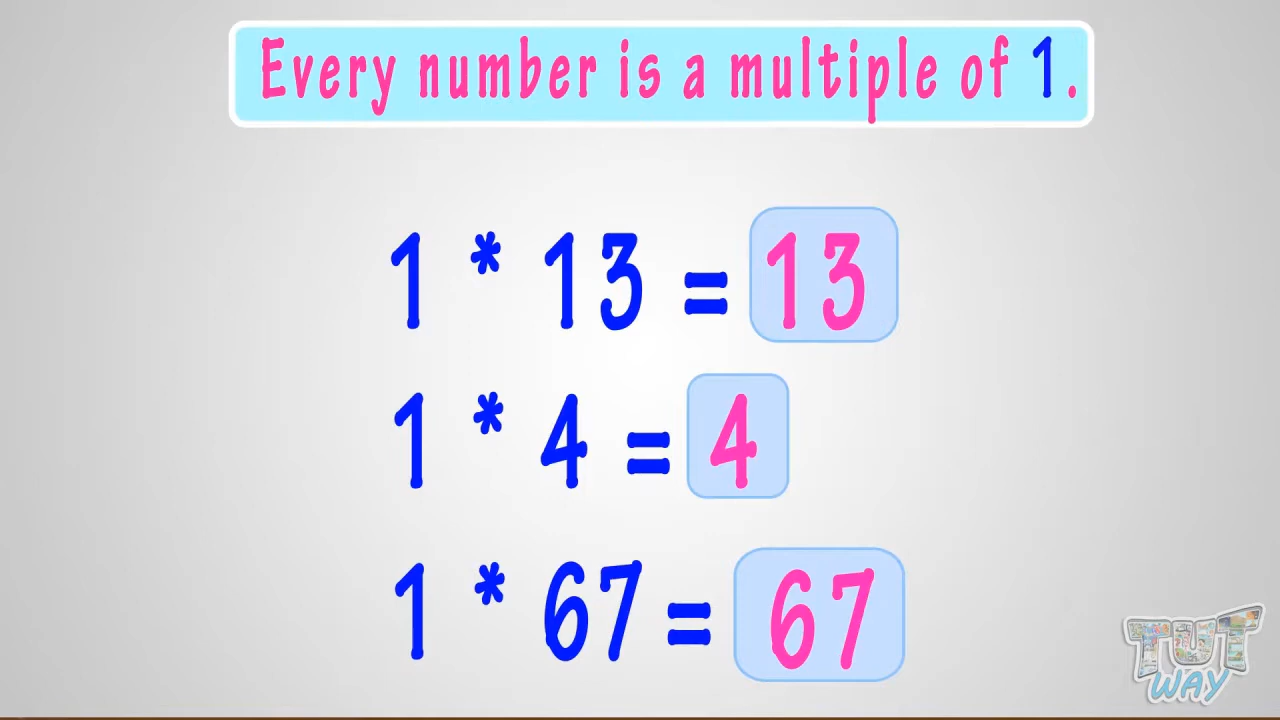 Every number is a multiple of 1.
1 * 13 = 13
1 * 4 = 4
1 * 67 = 67
TUT
WAY